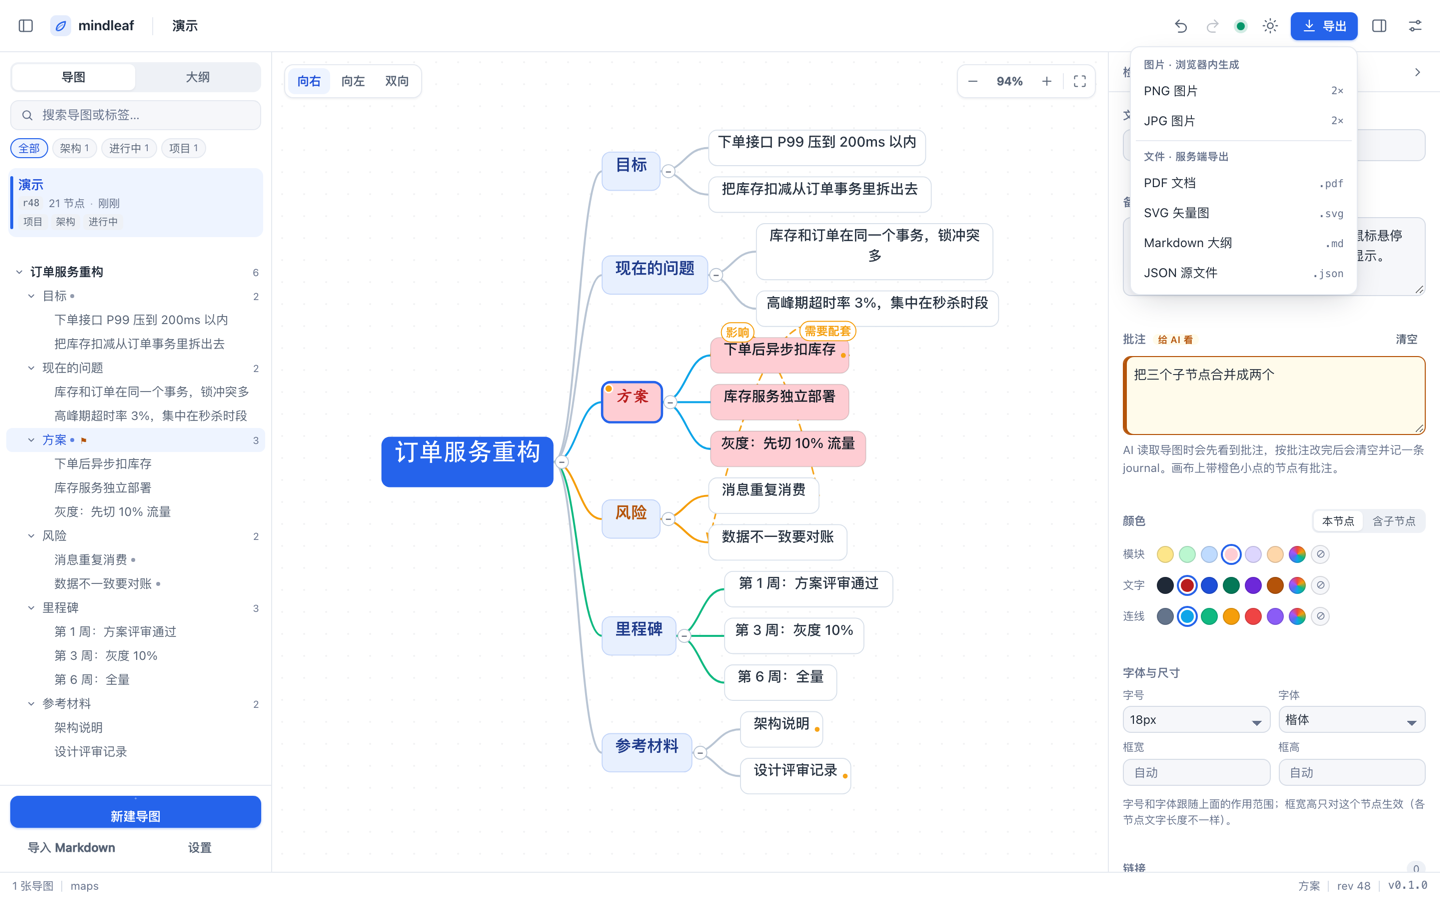 mindleaf
演示
导出
导图
大纲
搜索导图或标签...
全部
架构 1
进行中 1
项目 1
演示
r48 21 节点 · 刚刚
项目 架构 进行中
订单服务重构 6
目标 2
下单接口 P99 压到 200ms 以内
把库存扣减从订单事务里拆出去
现在的问题 2
库存和订单在同一个事务，锁冲突多
高峰期超时率 3%，集中在秒杀时段
方案 3
下单后异步扣库存
库存服务独立部署
灰度：先切 10% 流量
风险 2
消息重复消费
数据不一致要对账
里程碑 3
第 1 周：方案评审通过
第 3 周：灰度 10%
第 6 周：全量
参考材料 2
架构说明
设计评审记录
新建导图
导入 Markdown
设置
1 张导图
maps
向右
向左
双向
94%
订单服务重构
目标
下单接口 P99 压到 200ms 以内
把库存扣减从订单事务里拆出去
现在的问题
库存和订单在同一个事务，锁冲突
多
高峰期超时率 3%，集中在秒杀时段
影响
需要配套
方案
下单后异步扣库存
库存服务独立部署
灰度：先切 10% 流量
风险
消息重复消费
数据不一致要对账
里程碑
第 1 周：方案评审通过
第 3 周：灰度 10%
第 6 周：全量
参考材料
架构说明
设计评审记录
图片 · 浏览器内生成
PNG 图片 2×
JPG 图片 2×
文件 · 服务端导出
PDF 文档 .pdf
SVG 矢量图 .svg
Markdown 大纲 .md
JSON 源文件 .json
鼠标悬停
显示。
批注
给 AI 看
清空
把三个子节点合并成两个
AI 读取导图时会先看到批注，按批注改完后会清空并记一条
journal。画布上带橙色小点的节点有批注。
颜色
本节点
含子节点
模块
文字
连线
字体与尺寸
字号
字体
18px
楷体
框宽
框高
自动
自动
字号和字体跟随上面的作用范围；框宽高只对这个节点生效（各
节点文字长度不一样）。
链接
0
方案
rev 48
v0.1.0